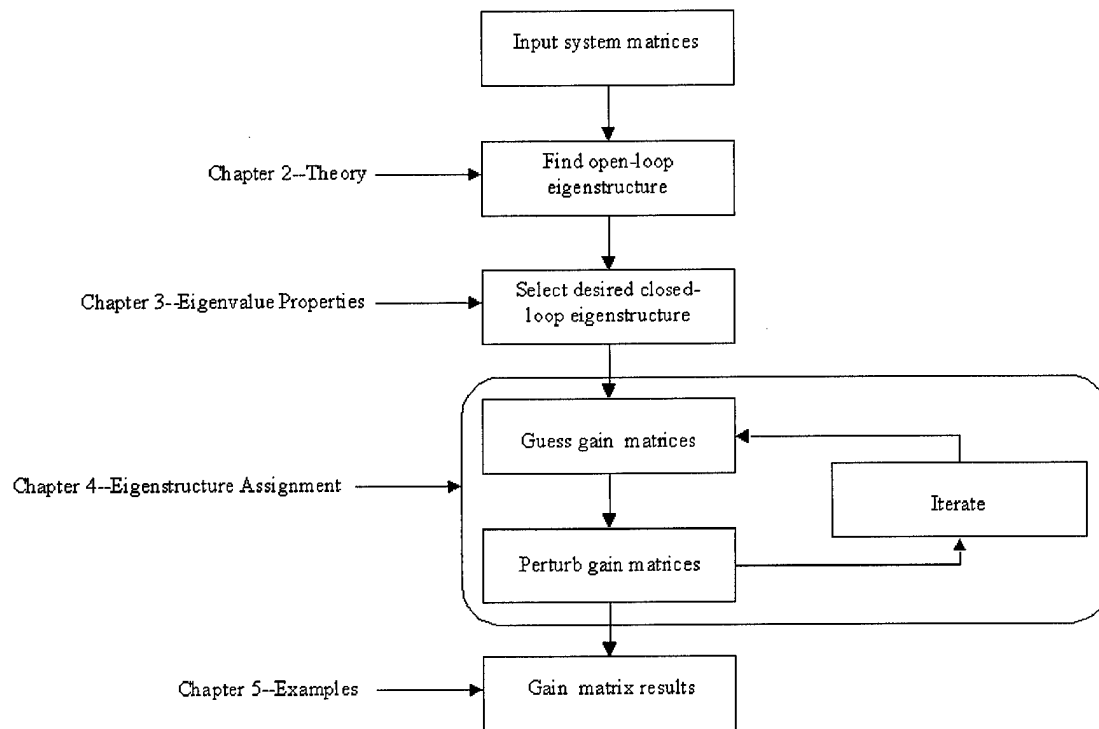 Input system matrices
Chapter 2--Theory
Find open-loop
eigenstructure
Chapter 3--Eigenvalue Properties
Select desired closed-
loop eigenstructure
Guess gain matrices
Chapter 4--Eigenstructure Assignment
Iterate
Perturb gain matrices
Chapter 5--Examples
Gain matrix results